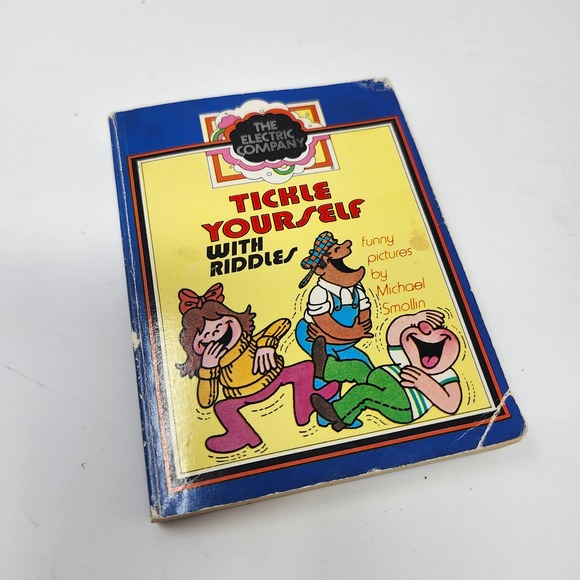 THE
ELECTRIC
COMPANY
TICKLE
YOURSELF
WITH
RIDDLES
funny
pictures
by
Michael
Smollin